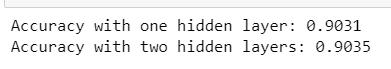 Accuracy with one hidden layer: 0.9031
Accuracy with two hidden layers: 0.9035